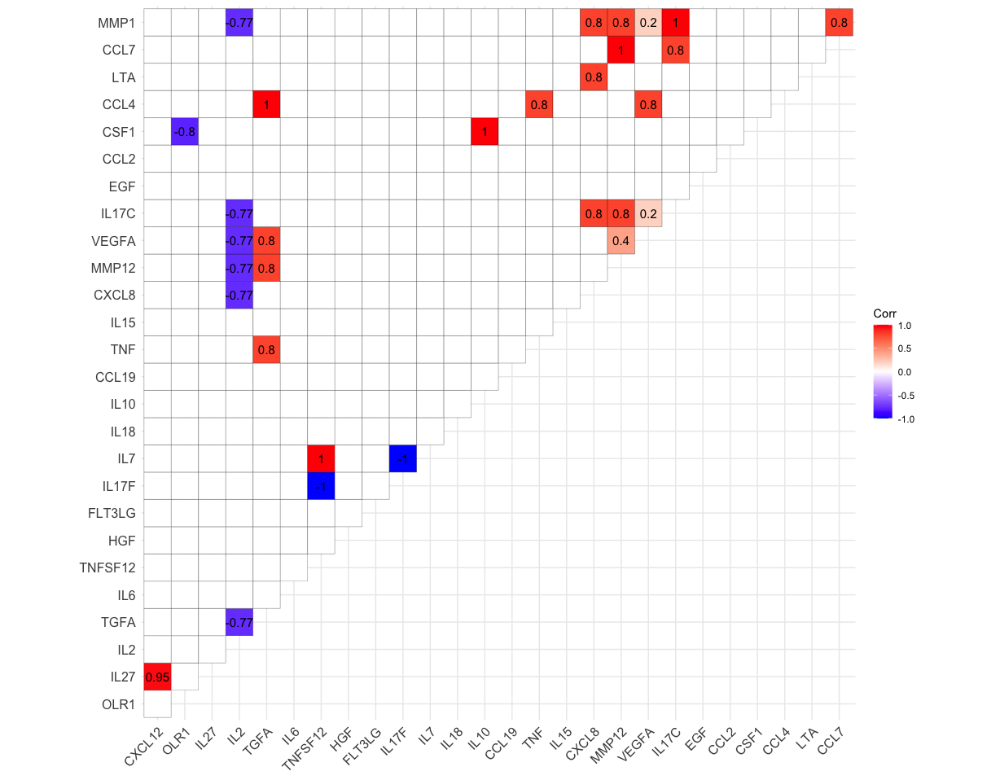 MMP1 -0.77 0.8 0.8 0.2 1 0.8
CCL7 1 0.8
LTA 0.8
CCL4 1 0.8 0.8
CSF1 -0.8 1
CCL2
EGF
IL17C -0.77 0.8 0.8 0.2
VEGFA -0.77 0.8 0.4
MMP12 -0.77 0.8
CXCL8 -0.77
IL15
TNF 0.8
CCL19
IL10
IL18
IL7 1 -1
IL17F -1
FLT3LG
HGF
TNFSF12
IL6
TGFA -0.77
IL2
IL27 0.95
OLR1
CXCL12 OLR1 IL27 IL2 TGFA IL6 TNFSF12 HGF FLT3LG IL17F IL7 IL18 IL10 CCL19 TNF IL15 CXCL8 MMP12 VEGFA IL17C EGF CCL2 CSF1 CCL4 LTA CCL7
Corr
1.0
0.5
0.0
-0.5
-1.0